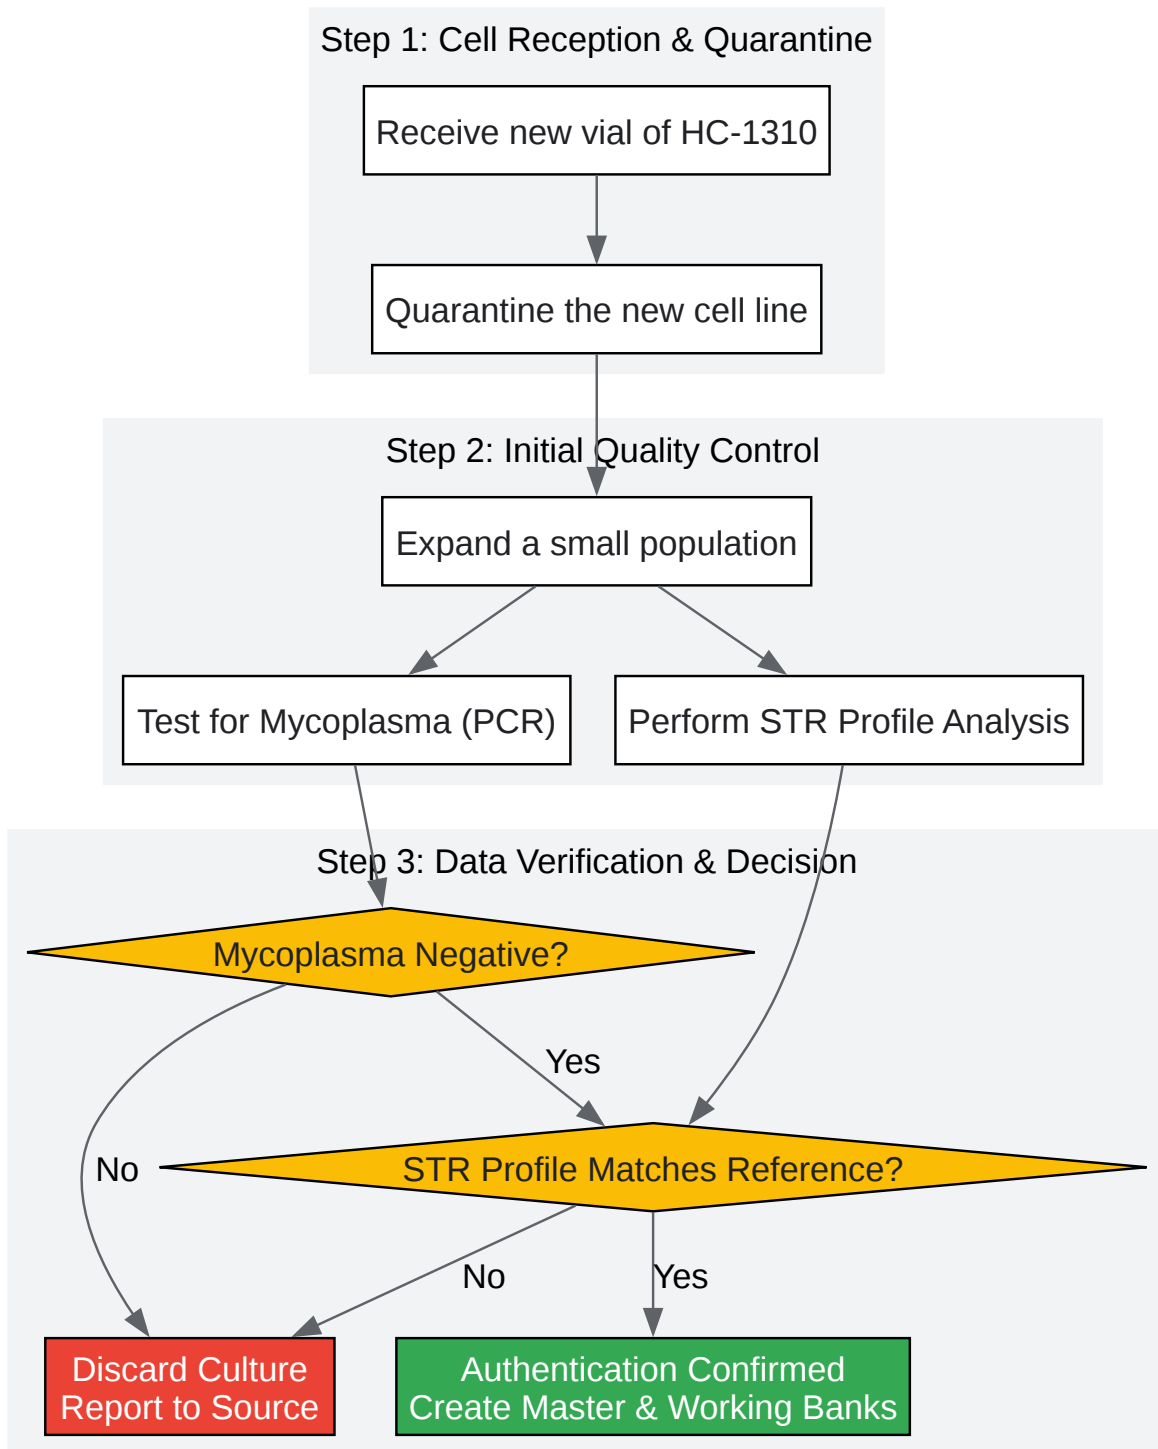 Step 1: Cell Reception & Quarantine
Receive new vial of HC-1310
Quarantine the new cell line
Step 2: Initial Quality Control
Expand a small population
Test for Mycoplasma (PCR)
Perform STR Profile Analysis
Step 3: Data Verification & Decision
Mycoplasma Negative?
Yes
No
STR Profile Matches Reference?
No
Yes
Discard Culture
Report to Source
Authentication Confirmed
Create Master & Working Banks